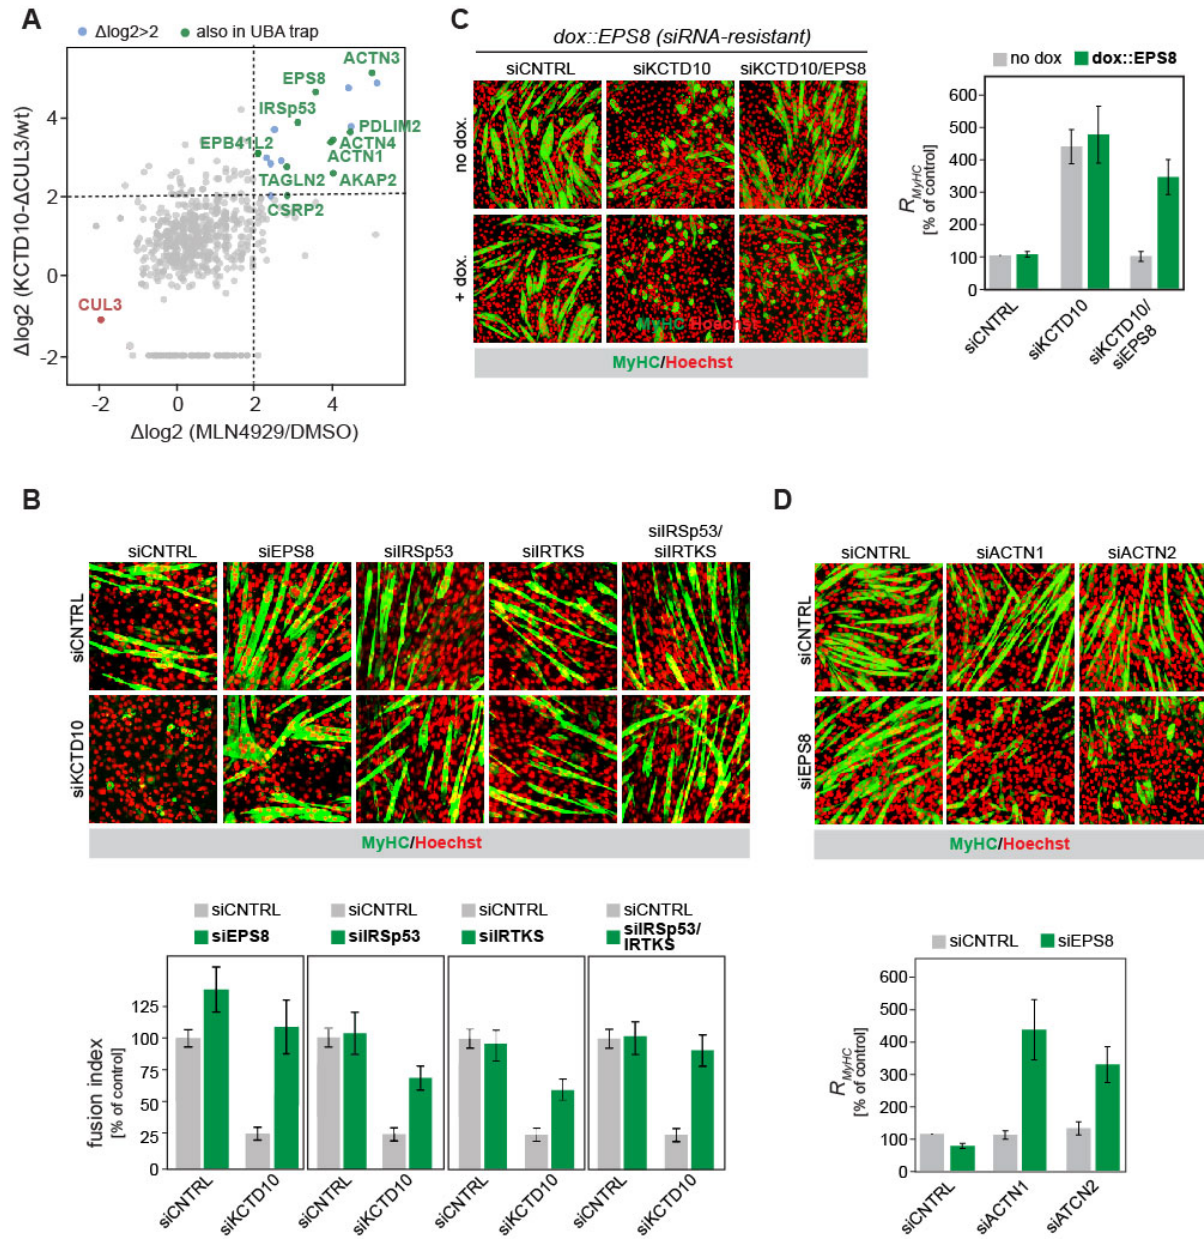 A
Δlog2>2
also in UBA trap
ACTN3
EPS8
IRSp53
PDLIM2
EPB41L2
ACTN4
ACTN1
TAGLN2
AKAP2
CSRP2
CUL3
4
2
0
-2
-2
0
2
4
Δlog2 (KCTD10-ΔCUL3/wt)
Δlog2 (MLN4929/DMSO)
C
dox::EPS8 (siRNA-resistant)
siCNTRL siKCTD10 siKCTD10/EPS8
no dox.
+ dox.
MyHC/Hoechst
MyHC/Hoechst
no dox dox::EPS8
600
500
400
300
200
100
0
RMyHC
[% of control]
siCNTRL
siKCTD10
siKCTD10/
siEPS8
B
siCNTRL siEPS8 siIRSp53 siIRTKS siIRSp53/
siIRTKS
siCNTRL
siKCTD10
MyHC/Hoechst
siCNTRL siCNTRL siCNTRL siCNTRL
siEPS8 siIRSp53 siIRTKS siIRSp53/
IRTKS
125
100
75
50
25
0
fusion index
[% of control]
siCNTRL
siKCTD10
siCNTRL
siKCTD10
siCNTRL
siKCTD10
siCNTRL
siKCTD10
D
siCNTRL siACTN1 siACTN2
siCNTRL
siEPS8
MyHC/Hoechst
siCNTRL siEPS8
600
500
400
300
200
100
0
RMyHC
[% of control]
siCNTRL
siACTN1
siATCN2